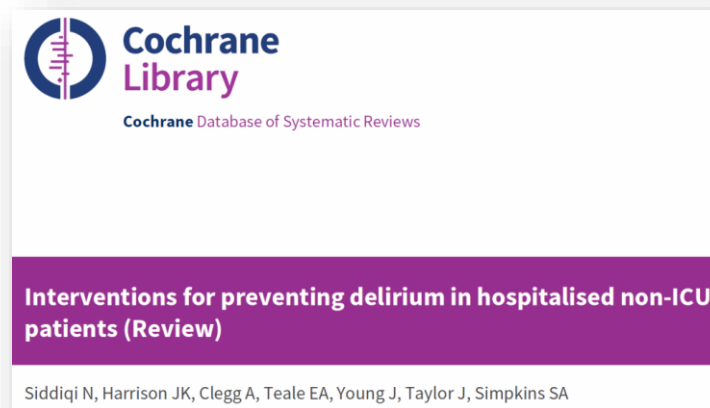 Cochrane
Library
Cochrane Database of Systematic Reviews
Interventions for preventing delirium in hospitalised non-ICU
patients (Review)
Siddiqi N, Harrison JK, Clegg A, Teale EA, Young J, Taylor J, Simpkins SA